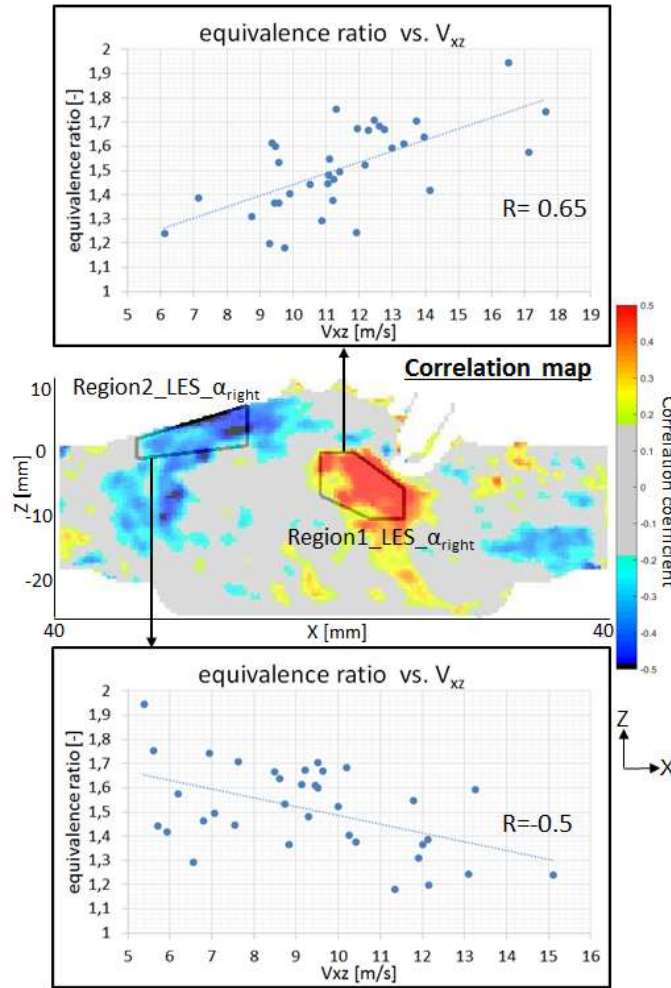 equivalence ratio vs. Vxz
equivalence ratio [-]
2
1,9
1,8
1,7
1,6
1,5
1,4
1,3
1,2
1,1
1
R= 0.65
5 6 7 8 9 10 11 12 13 14 15 16 17 18 19
Vxz [m/s]
Correlation map
Region2_LES_αright
Region1_LES_αright
Z [mm]
10
0
-10
-20
40 X [mm] 40
0.5
0.4
0.3
0.2
0.1
0
-0.1
-0.2
-0.3
-0.4
-0.5
Correlation coefficient
Z
X
equivalence ratio vs. Vxz
equivalence ratio [-]
2
1,9
1,8
1,7
1,6
1,5
1,4
1,3
1,2
1,1
1
R=-0.5
5 6 7 8 9 10 11 12 13 14 15 16
Vxz [m/s]